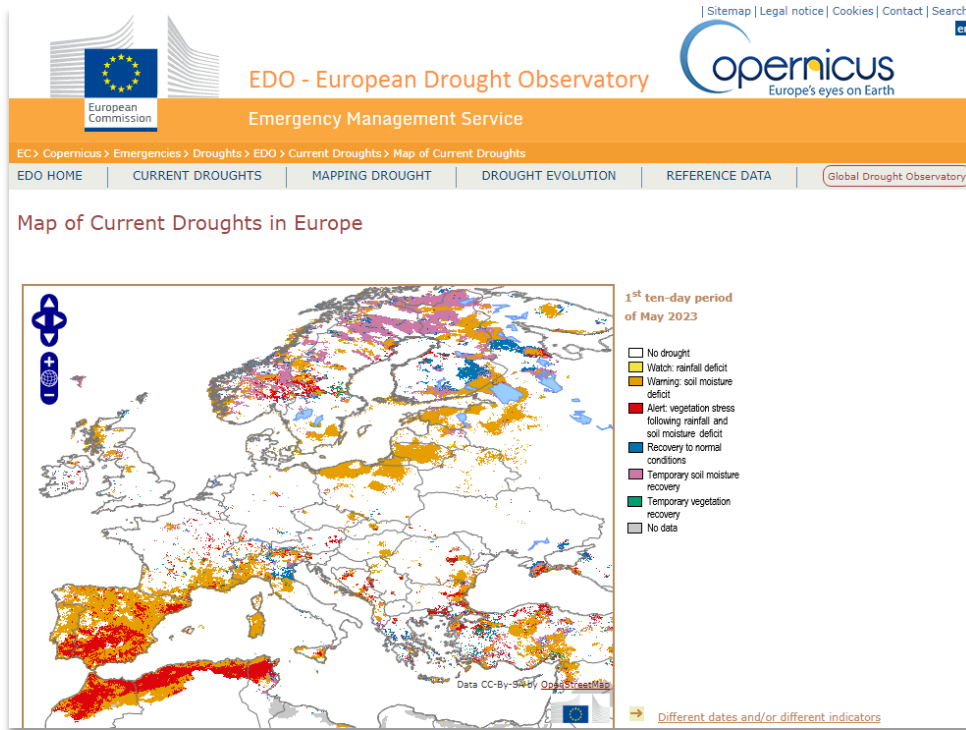 | Sitemap | Legal notice | Cookies | Contact | Search
en
opernicus
Europe's eyes on Earth
EDO - European Drought Observatory
European
Commission
Emergency Management Service
EC > Copernicus > Emergencies > Droughts > EDO > Current Droughts > Map of Current Droughts
EDO HOME | CURRENT DROUGHTS | MAPPING DROUGHT | DROUGHT EVOLUTION | REFERENCE DATA | Global Drought Observatory
Map of Current Droughts in Europe
1st ten-day period
of May 2023
No drought
Watch: rainfall deficit
Warning: soil moisture
deficit
Alert: vegetation stress
following rainfall and
soil moisture deficit
Recovery to normal
conditions
Temporary soil moisture
recovery
Temporary vegetation
recovery
No data
Data CC-By-SA by OpenStreetMap
Different dates and/or different indicators